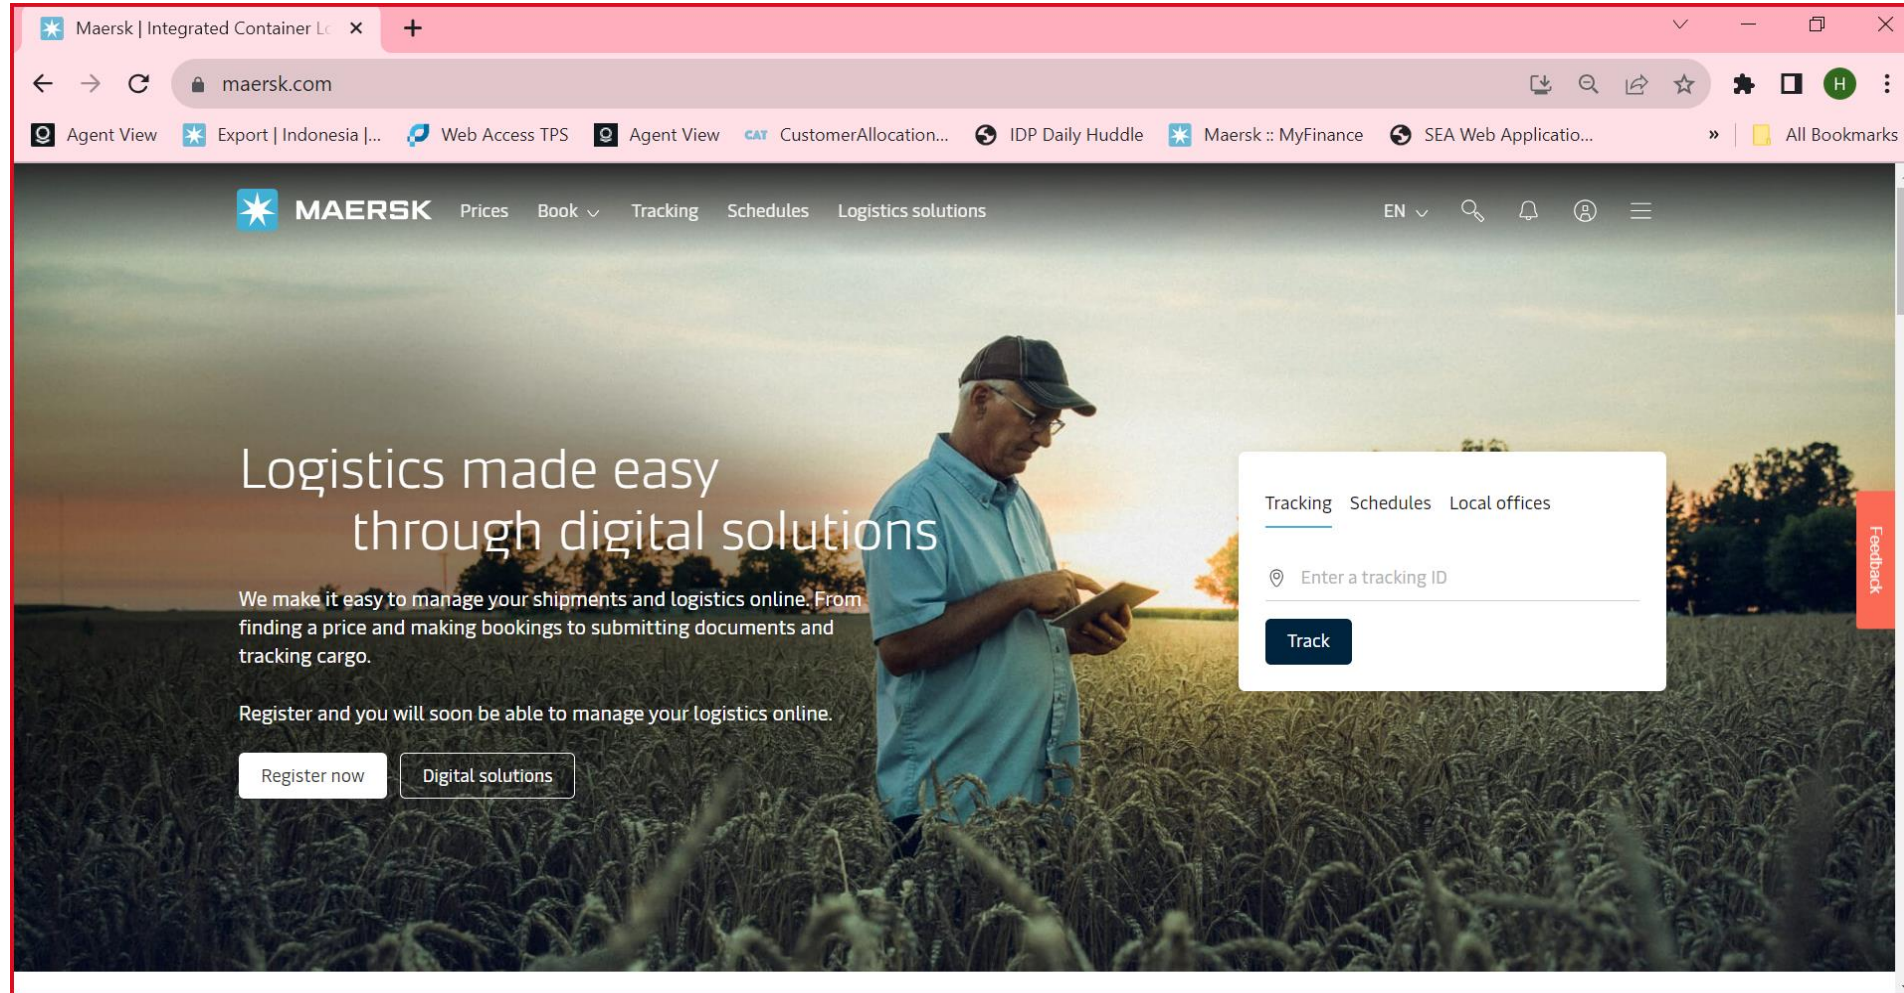 Maersk | Integrated Container Lo
maersk.com
H
Agent View Export | Indonesia |... Web Access TPS Agent View CAT CustomerAllocation... IDP Daily Huddle Maersk :: MyFinance SEA Web Applicatio... » All Bookmarks
MAERSK Prices Book Tracking Schedules Logistics solutions EN
Logistics made easy
through digital solutions
We make it easy to manage your shipments and logistics online. From
finding a price and making bookings to submitting documents and
tracking cargo.
Register and you will soon be able to manage your logistics online.
Register now Digital solutions
Tracking Schedules Local offices
Enter a tracking ID
Track
Feedback